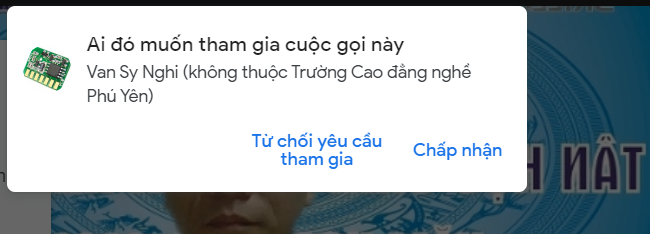 Ai đó muốn tham gia cuộc gọi này
Van Sy Nghi (không thuộc Trường Cao đẳng nghề
Phú Yên)
Từ chối yêu cầu
tham gia
Chấp nhận